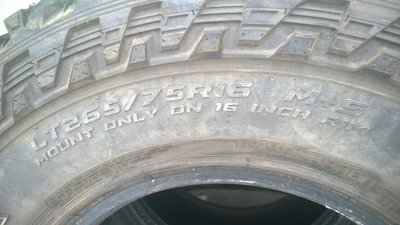 LT265/75R16 M+S
MOUNT ONLY ON 16 INCH RIM